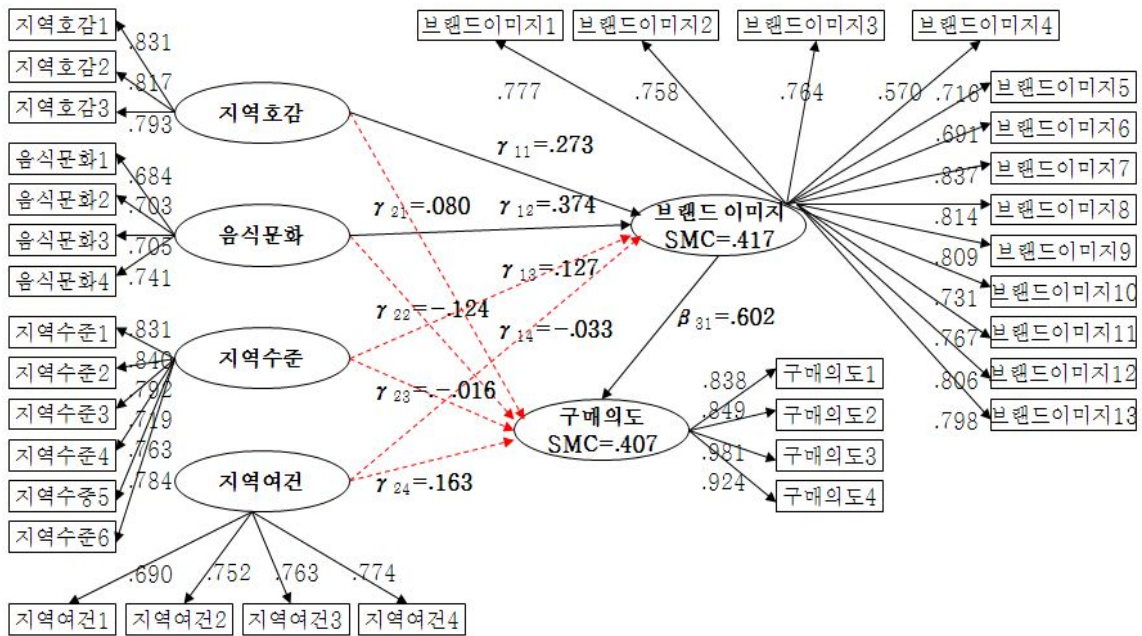 지역호감1
지역호감2
지역호감3
.831
.817
.793
지역호감
음식문화1
음식문화2
음식문화3
음식문화4
.684
.703
.705
.741
음식문화
지역수준1
지역수준2
지역수준3
지역수준4
지역수중5
지역수준6
.831
.840
.792
.719
.763
.784
지역수준
지역여건
.690
.752
.763
.774
지역여건1
지역여건2
지역여건3
지역여건4
γ 11=.273
γ 21=.080
γ 12=.374
γ 13=.127
γ 22=-.124
γ 14=-.033
γ 23=-.016
γ 24=.163
β 31=.602
브랜드 이미지
SMC=.417
구매의도
SMC=.407
브랜드이미지1
브랜드이미지2
브랜드이미지3
브랜드이미지4
.777
.758
.764
.570
.716
.691
.837
.814
.809
.731
.767
.806
.798
브랜드이미지5
브랜드이미지6
브랜드이미지7
브랜드이미지8
브랜드이미지9
브랜드이미지10
브랜드이미지11
브랜드이미지12
브랜드이미지13
.838
.849
.981
.924
구매의도1
구매의도2
구매의도3
구매의도4